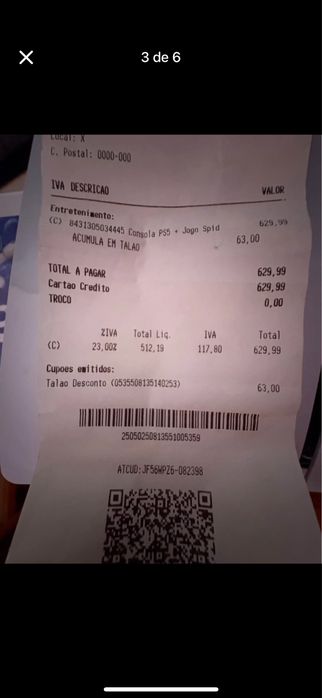 3 de 6
Local: X
C. Postal: 0000-000
IVA DESCRICAO VALOR
Entretenimento:
(C) 8431305034445 Consola PS5 + Jogo Spid 629,99
ACUMULA EM TALAO 63,00
TOTAL A PAGAR 629,99
Cartao Credito 629,99
TROCO 0,00
%IVA Total Liq. IVA Total
(C) 23,00% 512,19 117,80 629,99
Cupoes emitidos:
Talao Desconto (0535508135140253) 63,00
25050250813551005359
ATCUD:JF56WPZ6-082398